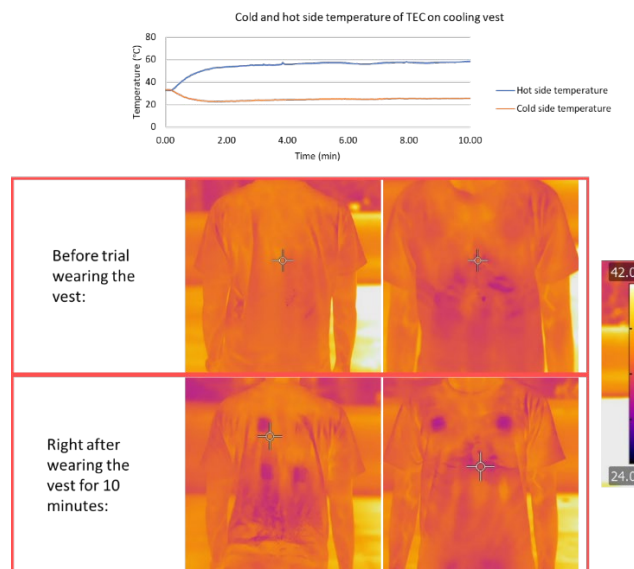 Cold and hot side temperature of TEC on cooling vest
Temperature (°C)
80
60
40
20
0
0.00 2.00 4.00 6.00 8.00 10.00
Time (min)
Hot side temperature
Cold side temperature
Before trial
wearing the
vest:
42.0
Right after
wearing the
vest for 10
minutes:
24.0